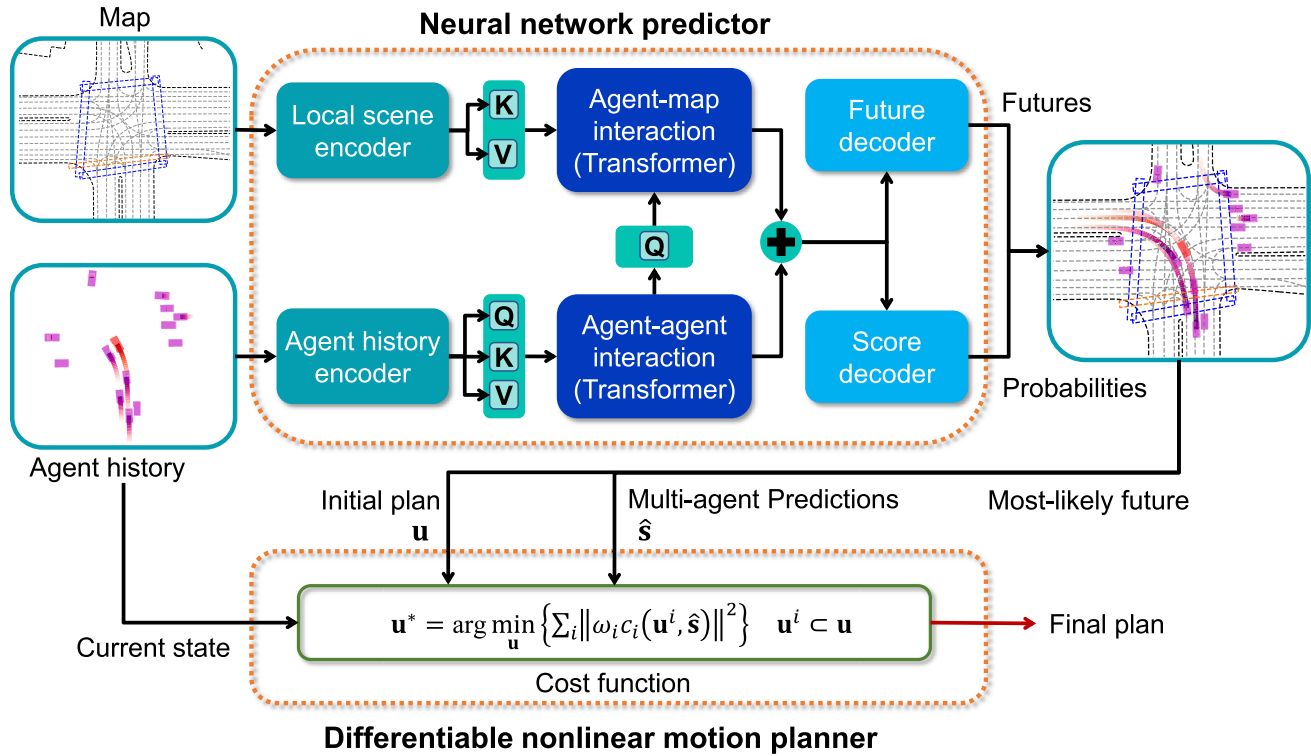 Map
Neural network predictor
Local scene
encoder
K
V
Agent-map
interaction
(Transformer)
Future
decoder
Futures
Q
Agent history
encoder
Q
K
V
Agent-agent
interaction
(Transformer)
Score
decoder
Probabilities
Agent history
Initial plan
u
Multi-agent Predictions
ŝ
Most-likely future
Current state
u* = arg min_u {∑_i‖ω_i c_i(u^i, ŝ)‖²} u^i ⊂ u
Cost function
Final plan
Differentiable nonlinear motion planner